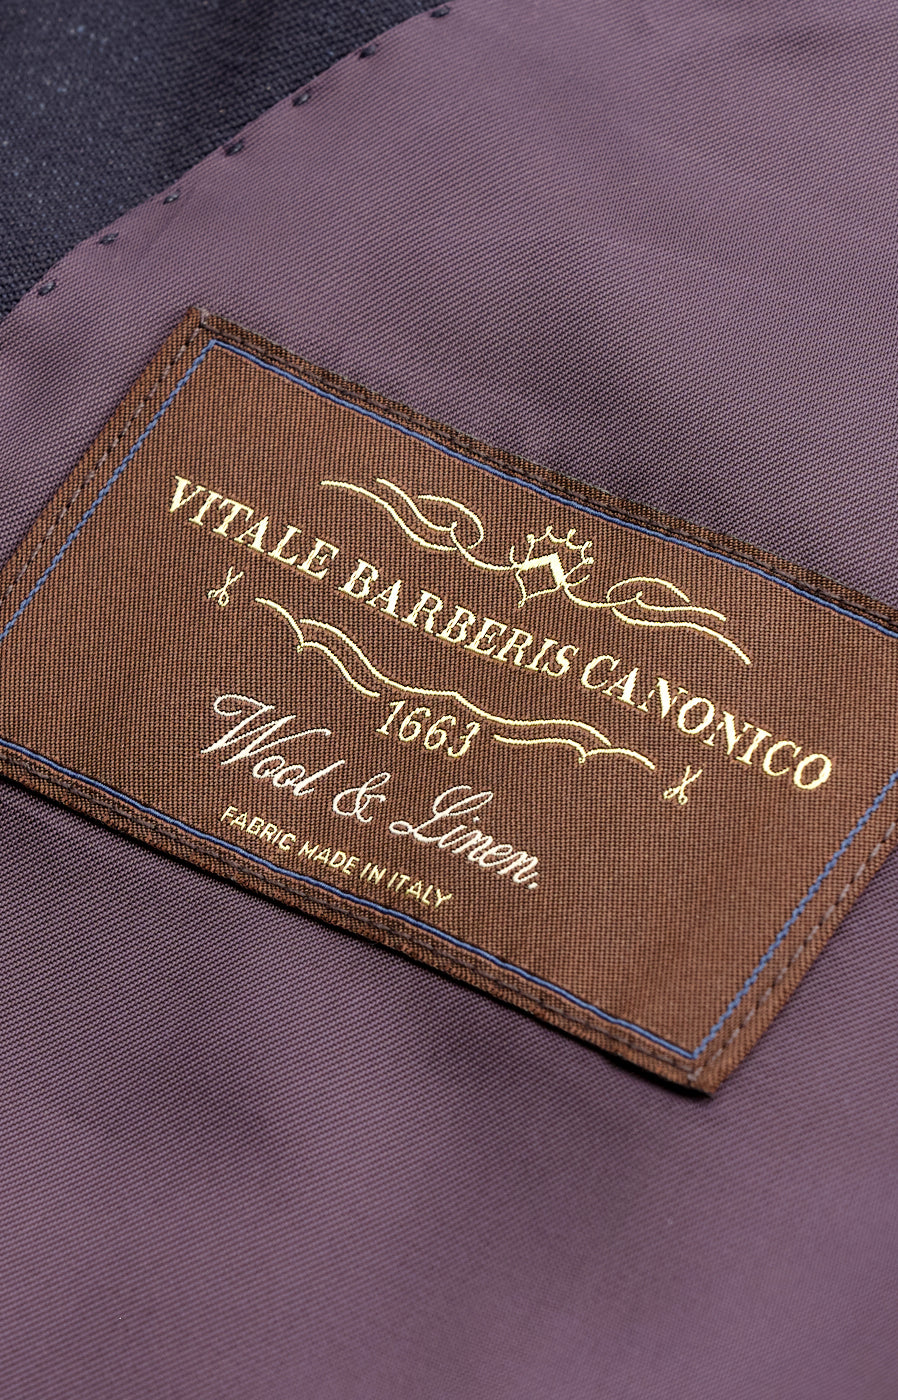 VITALE BARBERIS CANONICO
1663
Wool & Linen.
FABRIC MADE IN ITALY